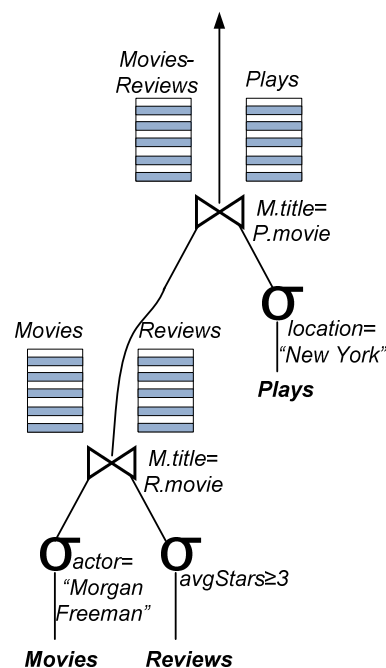 Movies-
Reviews
Plays
M.title=
P.movie
σ
location=
"New York"
Plays
Movies
Reviews
M.title=
R.movie
σ
actor=
"Morgan
Freeman"
σ
avgStars≥3
Movies
Reviews